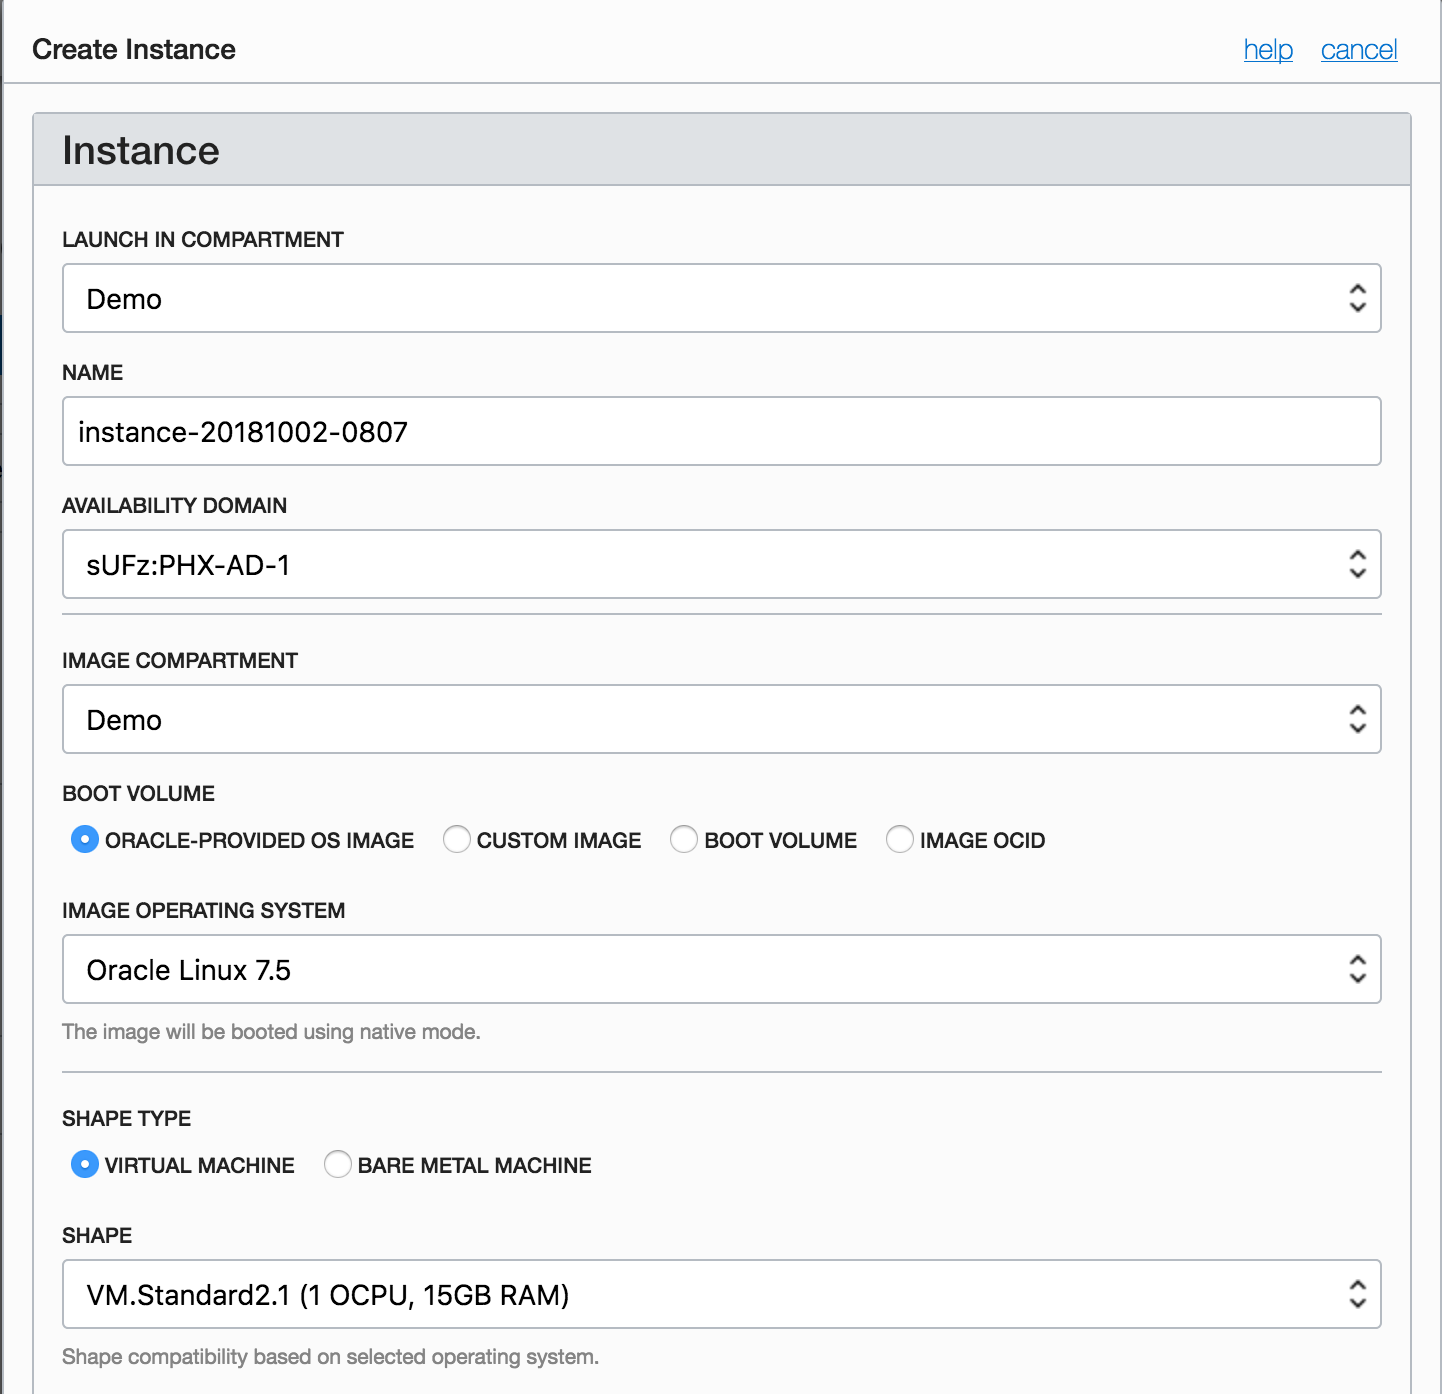 Create Instance help cancel
Instance
LAUNCH IN COMPARTMENT
Demo
NAME
instance-20181002-0807
AVAILABILITY DOMAIN
sUFz:PHX-AD-1
IMAGE COMPARTMENT
Demo
BOOT VOLUME
ORACLE-PROVIDED OS IMAGE CUSTOM IMAGE BOOT VOLUME IMAGE OCID
IMAGE OPERATING SYSTEM
Oracle Linux 7.5
The image will be booted using native mode.
SHAPE TYPE
VIRTUAL MACHINE BARE METAL MACHINE
SHAPE
VM.Standard2.1 (1 OCPU, 15GB RAM)
Shape compatibility based on selected operating system.